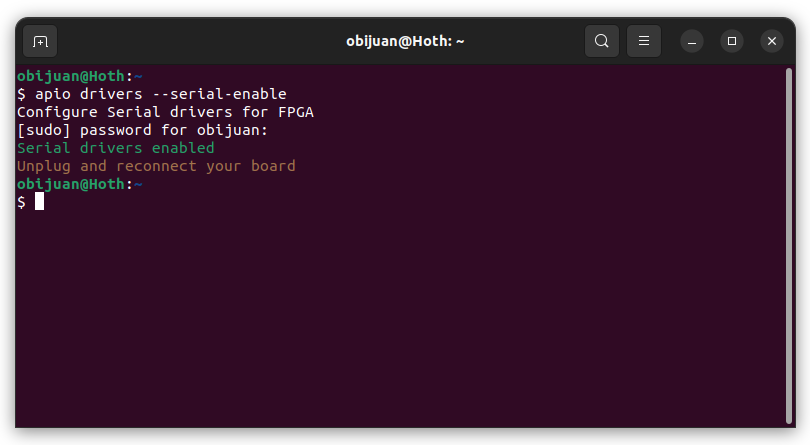 obijuan@Hoth: ~
obijuan@Hoth:~
$ apio drivers --serial-enable
Configure Serial drivers for FPGA
[sudo] password for obijuan:
Serial drivers enabled
Unplug and reconnect your board
obijuan@Hoth:~
$